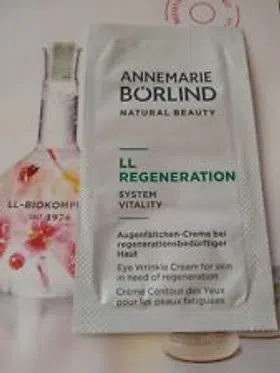 ANNEMARIE
BÖRLIND
NATURAL BEAUTY
LL
REGENERATION
SYSTEM
VITALITY
Augenfältchen-Creme bei
regenerationsbedürftiger
Haut
Eye Wrinkle Cream for skin
in need of regeneration
Crème Contour des Yeux
pour les peaux fatiguées
LL-BIOKOMPL
SEIT 1976